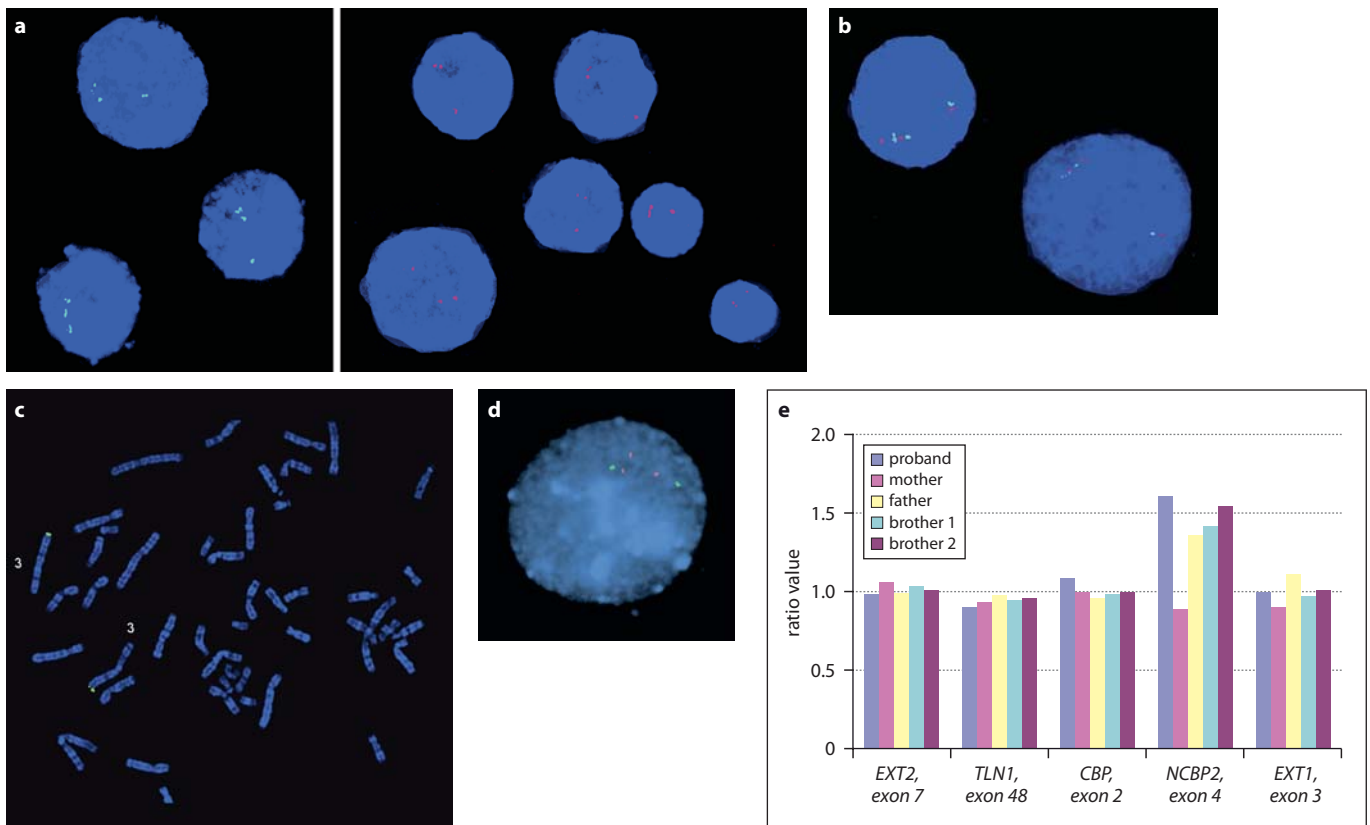 a
b
c
3
3
d
e
2.0
1.5
1.0
0.5
0
ratio value
proband
mother
father
brother 1
brother 2
EXT2,
exon 7
TLN1,
exon 48
CBP,
exon 2
NCBP2,
exon 4
EXT1,
exon 3